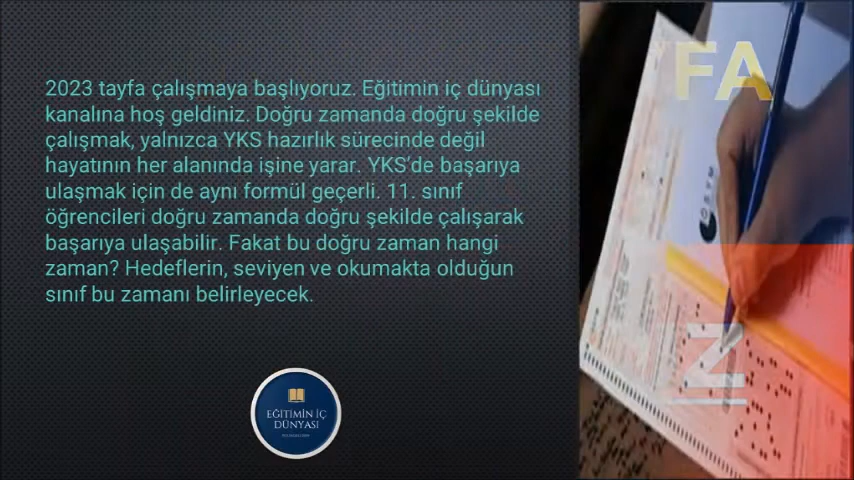 2023 tayfa çalışmaya başlıyoruz. Eğitimin iç dünyası
kanalına hoş geldiniz. Doğru zamanda doğru şekilde
çalışmak, yalnızca YKS hazırlık sürecinde değil
hayatının her alanında işine yarar. YKS'de başarıya
ulaşmak için de aynı formül geçerli. 11. sınıf
öğrencileri doğru zamanda doğru şekilde çalışarak
başarıya ulaşabilir. Fakat bu doğru zaman hangi
zaman? Hedeflerin, seviyen ve okumakta olduğun
sınıf bu zamanı belirleyecek.
EĞİTİMİN İÇ
DÜNYASI
FA
ÖSYM
Z